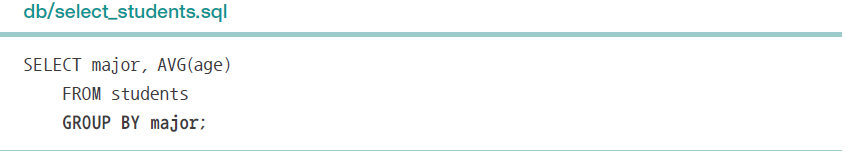 db/select_students.sql
SELECT major, AVG(age)
    FROM students
    GROUP BY major;